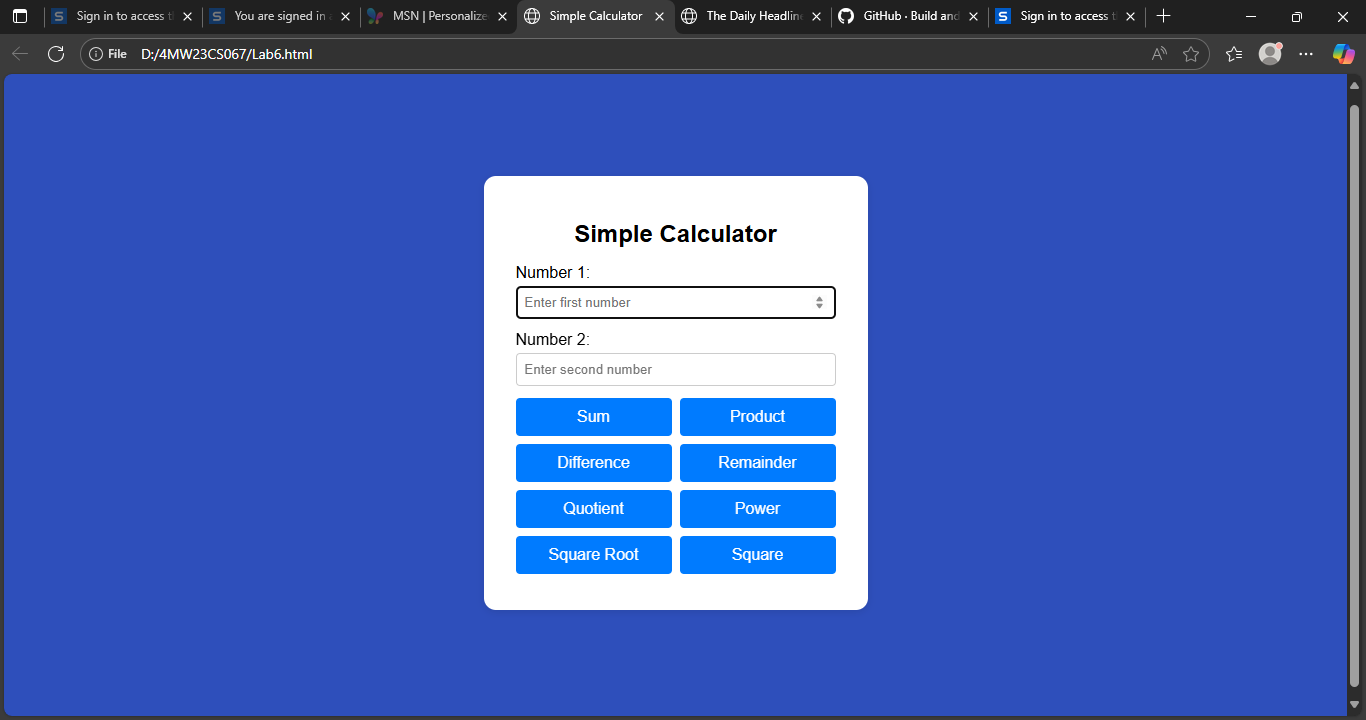 Sign in to access t
You are signed in
MSN | Personalize
Simple Calculator
The Daily Headlin
GitHub · Build and
Sign in to access t
File D:/4MW23CS067/Lab6.html
Simple Calculator
Number 1:
Enter first number
Number 2:
Enter second number
Sum Product
Difference Remainder
Quotient Power
Square Root Square